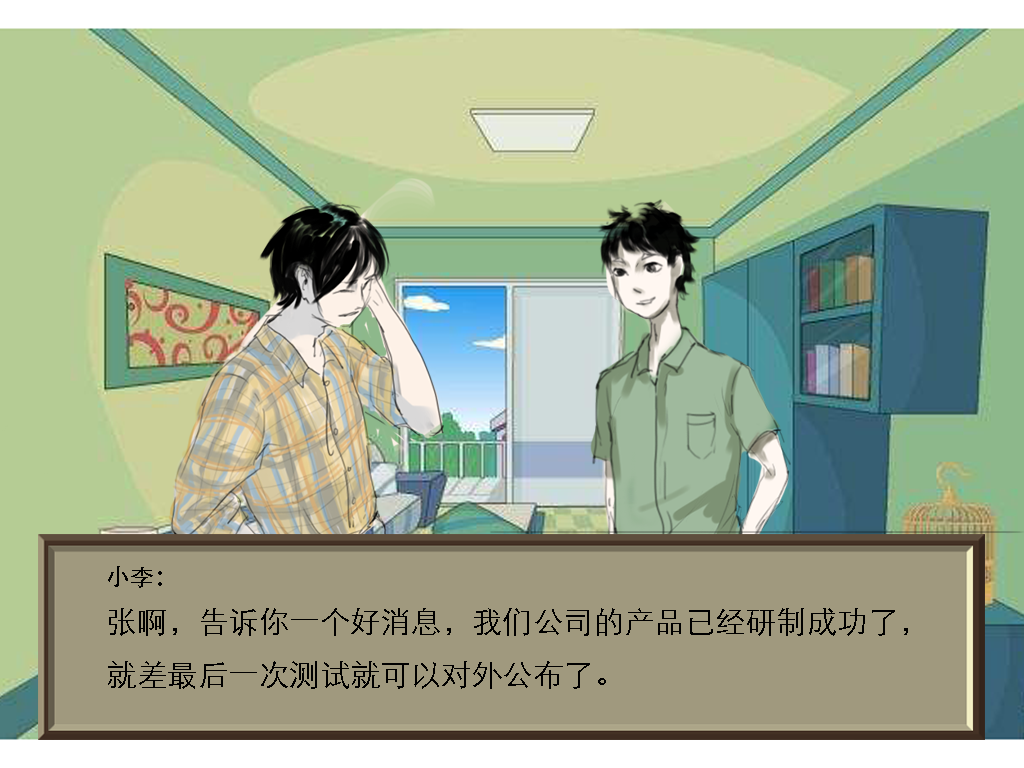 小李：
张啊，告诉你一个好消息，我们公司的产品已经研制成功了，
就差最后一次测试就可以对外公布了。